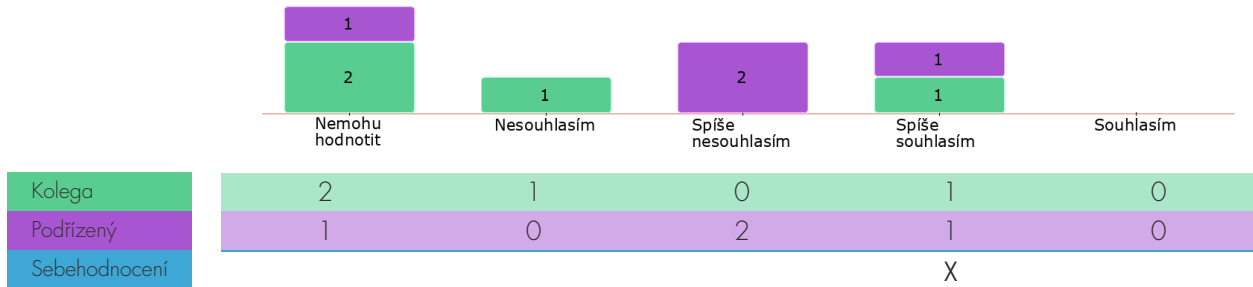 1
2
1
2
1
1
Nemohu hodnotit
Nesouhlasím
Spíše nesouhlasím
Spíše souhlasím
Souhlasím
Kolega 2 1 0 1 0
Podřízený 1 0 2 1 0
Sebehodnocení X